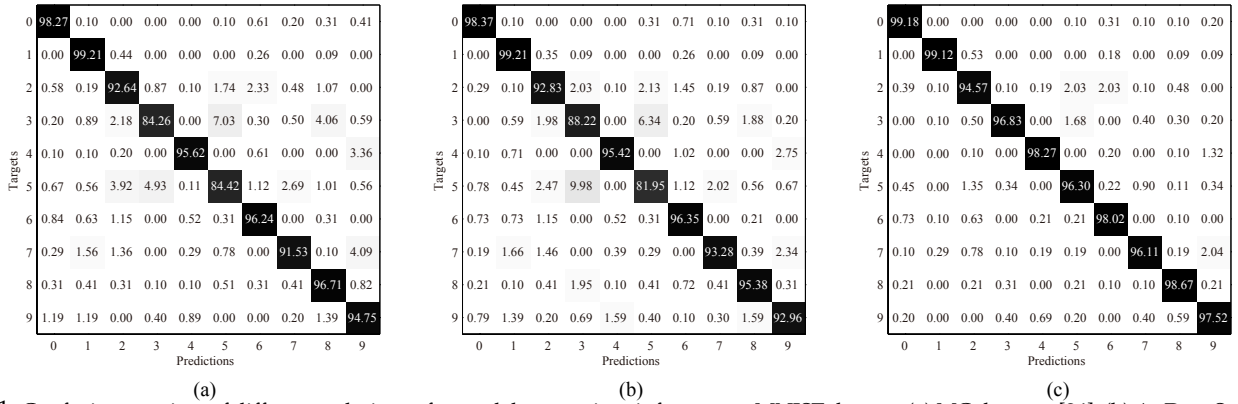 0 98.27 0.10 0.00 0.00 0.00 0.10 0.61 0.20 0.31 0.41
1 0.00 99.21 0.44 0.00 0.00 0.00 0.26 0.00 0.09 0.00
2 0.58 0.19 92.64 0.87 0.10 1.74 2.33 0.48 1.07 0.00
3 0.20 0.89 2.18 84.26 0.00 7.03 0.30 0.50 4.06 0.59
4 0.10 0.10 0.20 0.00 95.62 0.00 0.61 0.00 0.00 3.36
5 0.67 0.56 3.92 4.93 0.11 84.42 1.12 2.69 1.01 0.56
6 0.84 0.63 1.15 0.00 0.52 0.31 96.24 0.00 0.31 0.00
7 0.29 1.56 1.36 0.00 0.29 0.78 0.00 91.53 0.10 4.09
8 0.31 0.41 0.31 0.10 0.10 0.51 0.31 0.41 96.71 0.82
9 1.19 1.19 0.00 0.40 0.89 0.00 0.00 0.20 1.39 94.75
0 1 2 3 4 5 6 7 8 9
Targets
Predictions
(a)
0 98.37 0.10 0.00 0.00 0.00 0.31 0.71 0.10 0.31 0.10
1 0.00 99.21 0.35 0.09 0.00 0.00 0.26 0.00 0.09 0.00
2 0.29 0.10 92.83 2.03 0.10 2.13 1.45 0.19 0.87 0.00
3 0.00 0.59 1.98 88.22 0.00 6.34 0.20 0.59 1.88 0.20
4 0.10 0.71 0.00 0.00 95.42 0.00 1.02 0.00 0.00 2.75
5 0.78 0.45 2.47 9.98 0.00 81.95 1.12 2.02 0.56 0.67
6 0.73 0.73 1.15 0.00 0.52 0.31 96.35 0.00 0.21 0.00
7 0.19 1.66 1.46 0.00 0.39 0.29 0.00 93.28 0.39 2.34
8 0.21 0.10 0.41 1.95 0.10 0.41 0.72 0.41 95.38 0.31
9 0.79 1.39 0.20 0.69 1.59 0.40 0.10 0.30 1.59 92.96
0 1 2 3 4 5 6 7 8 9
Targets
Predictions
(b)
0 99.18 0.00 0.00 0.00 0.00 0.10 0.31 0.10 0.10 0.20
1 0.00 99.12 0.53 0.00 0.00 0.00 0.18 0.00 0.09 0.09
2 0.39 0.10 94.57 0.10 0.19 2.03 2.03 0.10 0.48 0.00
3 0.00 0.10 0.50 96.83 0.00 1.68 0.00 0.40 0.30 0.20
4 0.00 0.00 0.10 0.00 98.27 0.00 0.20 0.00 0.10 1.32
5 0.45 0.00 1.35 0.34 0.00 96.30 0.22 0.90 0.11 0.34
6 0.73 0.10 0.63 0.00 0.21 0.21 98.02 0.00 0.10 0.00
7 0.10 0.29 0.78 0.10 0.19 0.19 0.00 96.11 0.19 2.04
8 0.21 0.00 0.21 0.31 0.00 0.21 0.10 0.10 98.67 0.21
9 0.20 0.00 0.00 0.40 0.69 0.20 0.00 0.40 0.59 97.52
0 1 2 3 4 5 6 7 8 9
Targets
Predictions
(c)